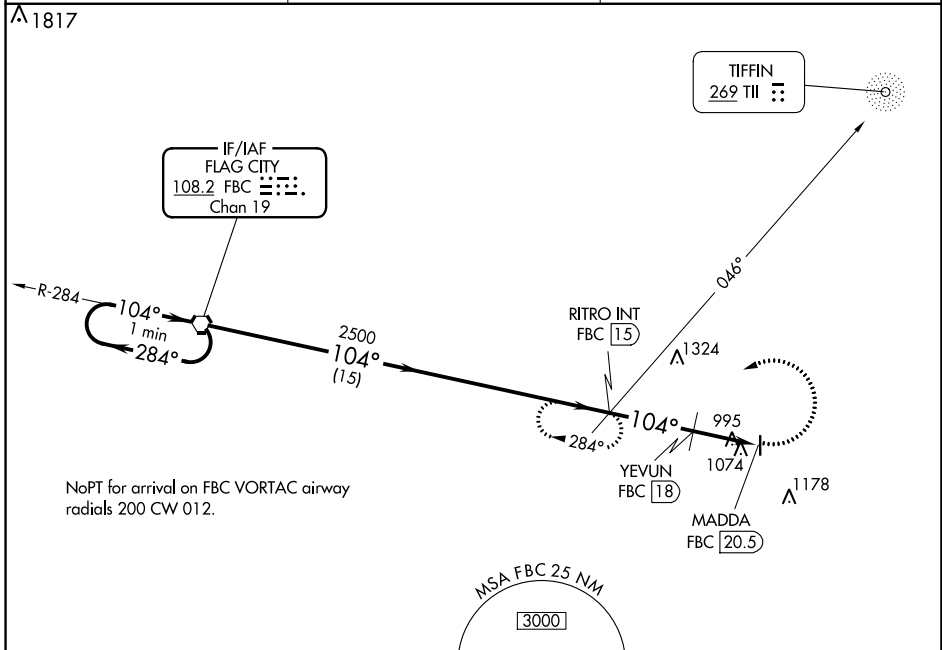 1817
TIFFIN
269 TII
IF/IAF
FLAG CITY
108.2 FBC
Chan 19
R-284
104°
1 min
284°
2500
104°
(15)
046°
RITRO INT
FBC 15
1324
284°
104°
995
1074
YEVUN
FBC 18
1178
MADDA
FBC 20.5
NoPT for arrival on FBC VORTAC airway
radials 200 CW 012.
MSA FBC 25 NM
3000